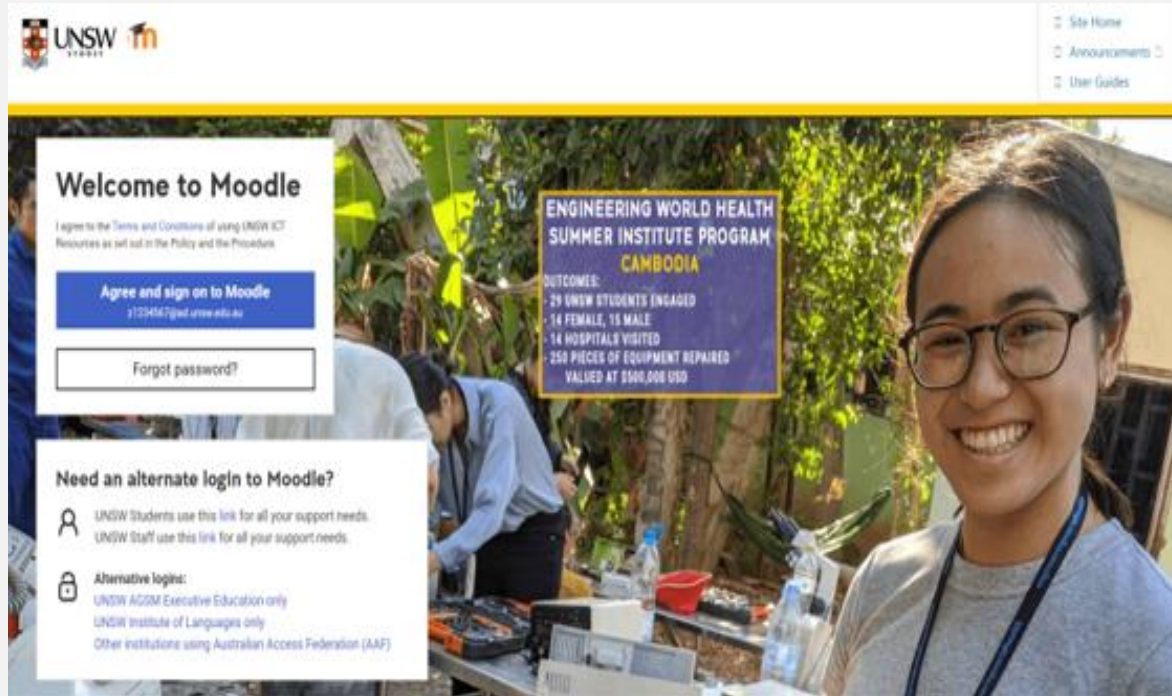 UNSW
SYDNEY
m
Site Home
Announcements
User Guides
Welcome to Moodle
I agree to the Terms and Conditions of using UNSW ICT
Resources as set out in the Policy and the Procedure
Agree and sign on to Moodle
z1234567@ad.unsw.edu.au
Forgot password?
ENGINEERING WORLD HEALTH
SUMMER INSTITUTE PROGRAM
CAMBODIA
OUTCOMES:
- 29 UNSW STUDENTS ENGAGED
- 14 FEMALE, 15 MALE
- 14 HOSPITALS VISITED
- 250 PIECES OF EQUIPMENT REPAIRED
VALUED AT $500,000 USD
Need an alternate login to Moodle?
UNSW Students use this link for all your support needs.
UNSW Staff use this link for all your support needs.
Alternative logins:
UNSW AGSM Executive Education only
UNSW Institute of Languages only
Other institutions using Australian Access Federation (AAF)